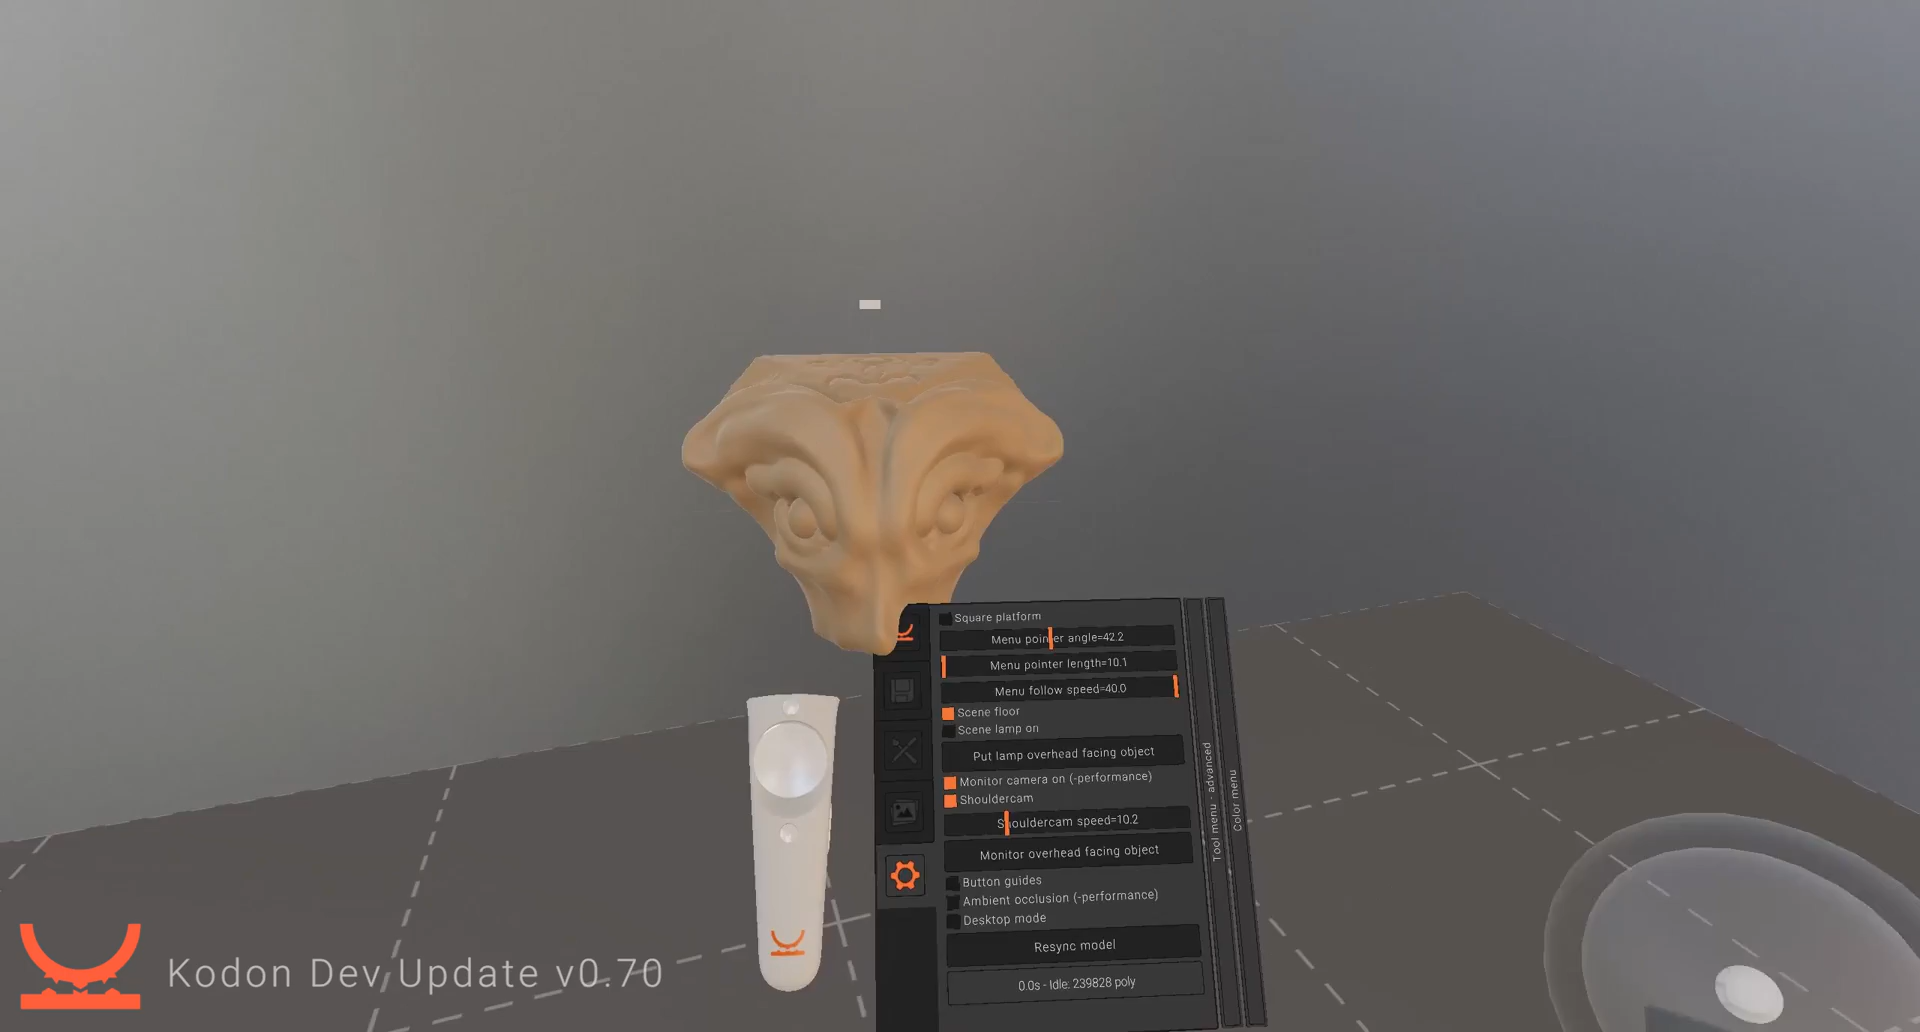 Square platform
Menu pointer angle=42.2
Menu pointer length=10.1
Menu follow speed=40.0
Scene floor
Scene lamp on
Put lamp overhead facing object
Monitor camera on (-performance)
Shouldercam
Shouldercam speed=10.2
Monitor overhead facing object
Button guides
Ambient occlusion (-performance)
Desktop mode
Resync model
0.0s - Idle: 239828 poly
Tool menu - advanced
Color menu
Kodon Dev Update v0.70